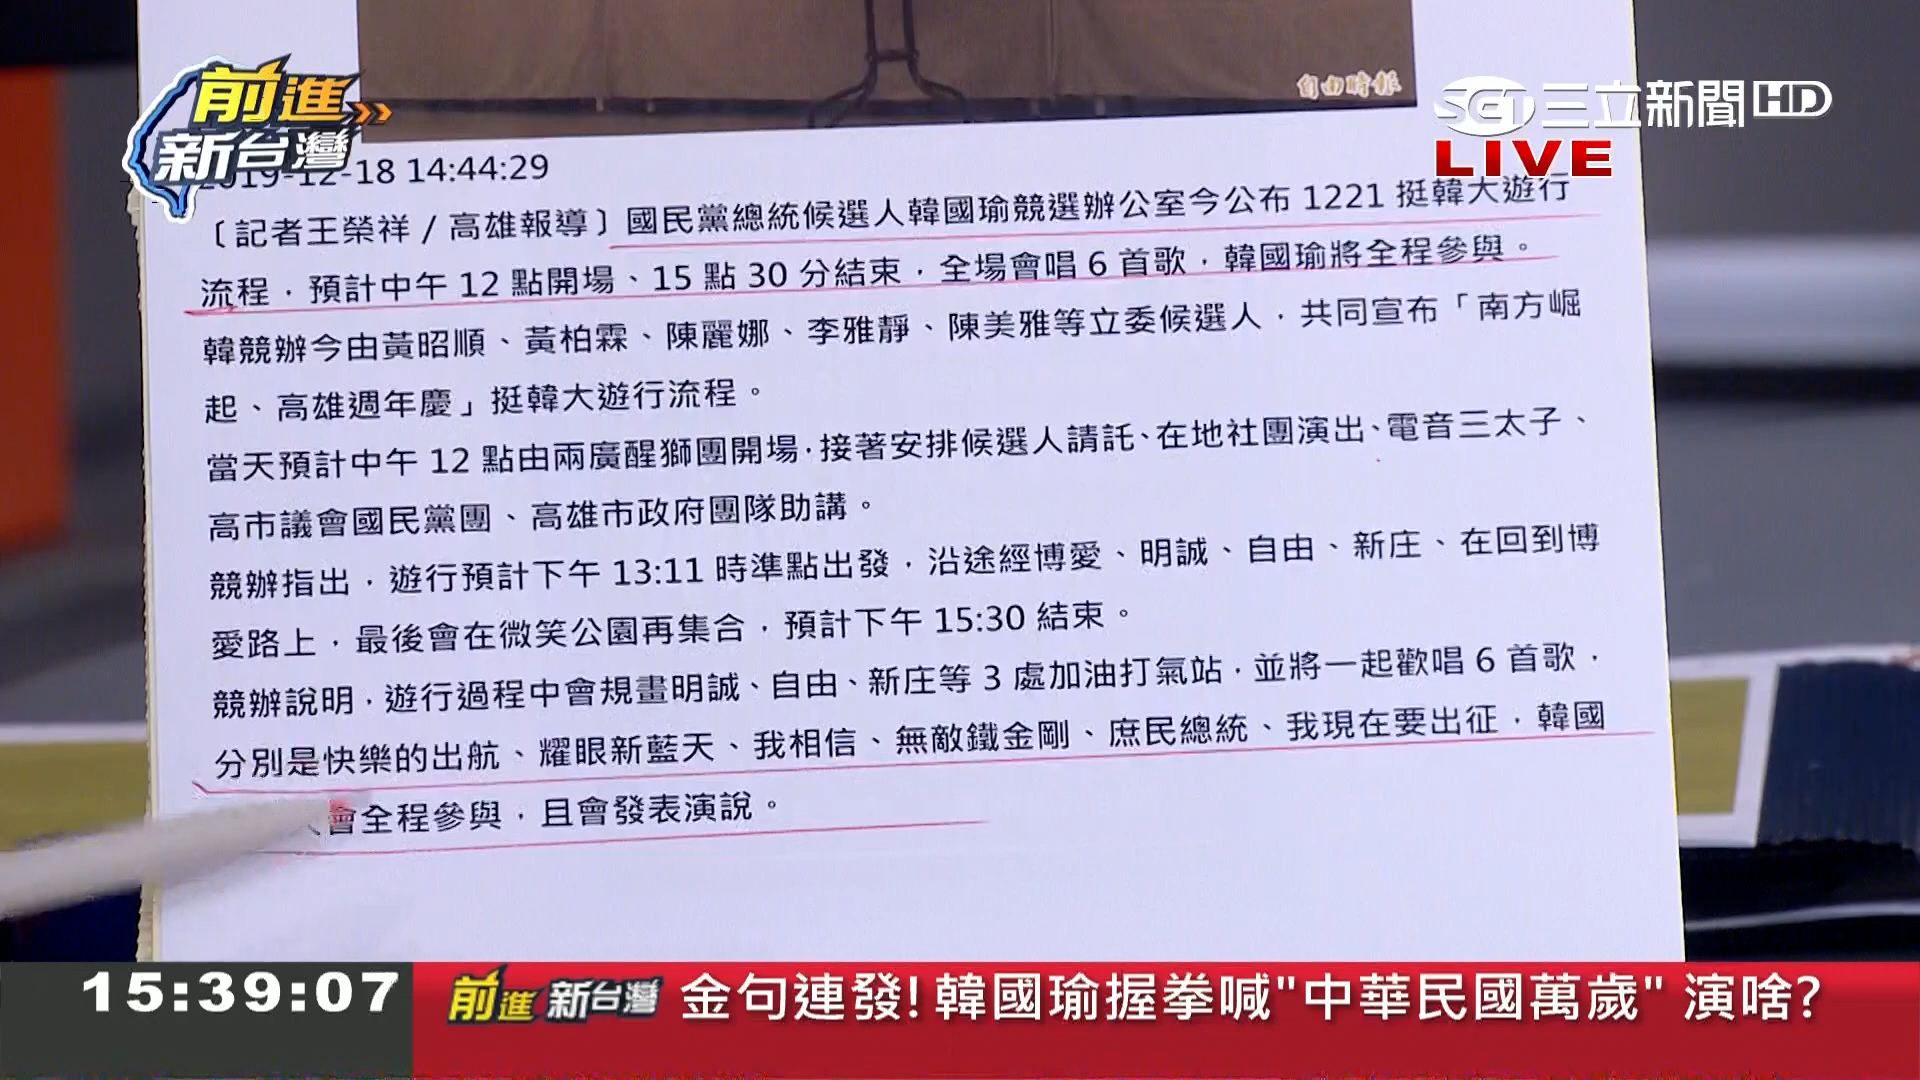 自由時報
前進
新台灣
SET三立新聞HD
LIVE
2019-12-18 14:44:29
〔記者王榮祥／高雄報導〕國民黨總統候選人韓國瑜競選辦公室今公布 1221 挺韓大遊行
流程，預計中午 12 點開場、15 點 30 分結束，全場會唱 6 首歌，韓國瑜將全程參與。
韓競辦今由黃昭順、黃柏霖、陳麗娜、李雅靜、陳美雅等立委候選人，共同宣布「南方崛
起、高雄週年慶」挺韓大遊行流程。
當天預計中午 12 點由兩廣醒獅團開場，接著安排候選人請託、在地社團演出、電音三太子、
高市議會國民黨團、高雄市政府團隊助講。
競辦指出，遊行預計下午 13:11 時準點出發，沿途經博愛、明誠、自由、新庄、在回到博
愛路上，最後會在微笑公園再集合，預計下午 15:30 結束。
競辦說明，遊行過程中會規畫明誠、自由、新庄等 3 處加油打氣站，並將一起歡唱 6 首歌，
分別是快樂的出航、耀眼新藍天、我相信、無敵鐵金剛、庶民總統、我現在要出征，韓國
會全程參與，且會發表演說。
15:39:07
前進新台灣 金句連發!韓國瑜握拳喊"中華民國萬歲" 演啥?